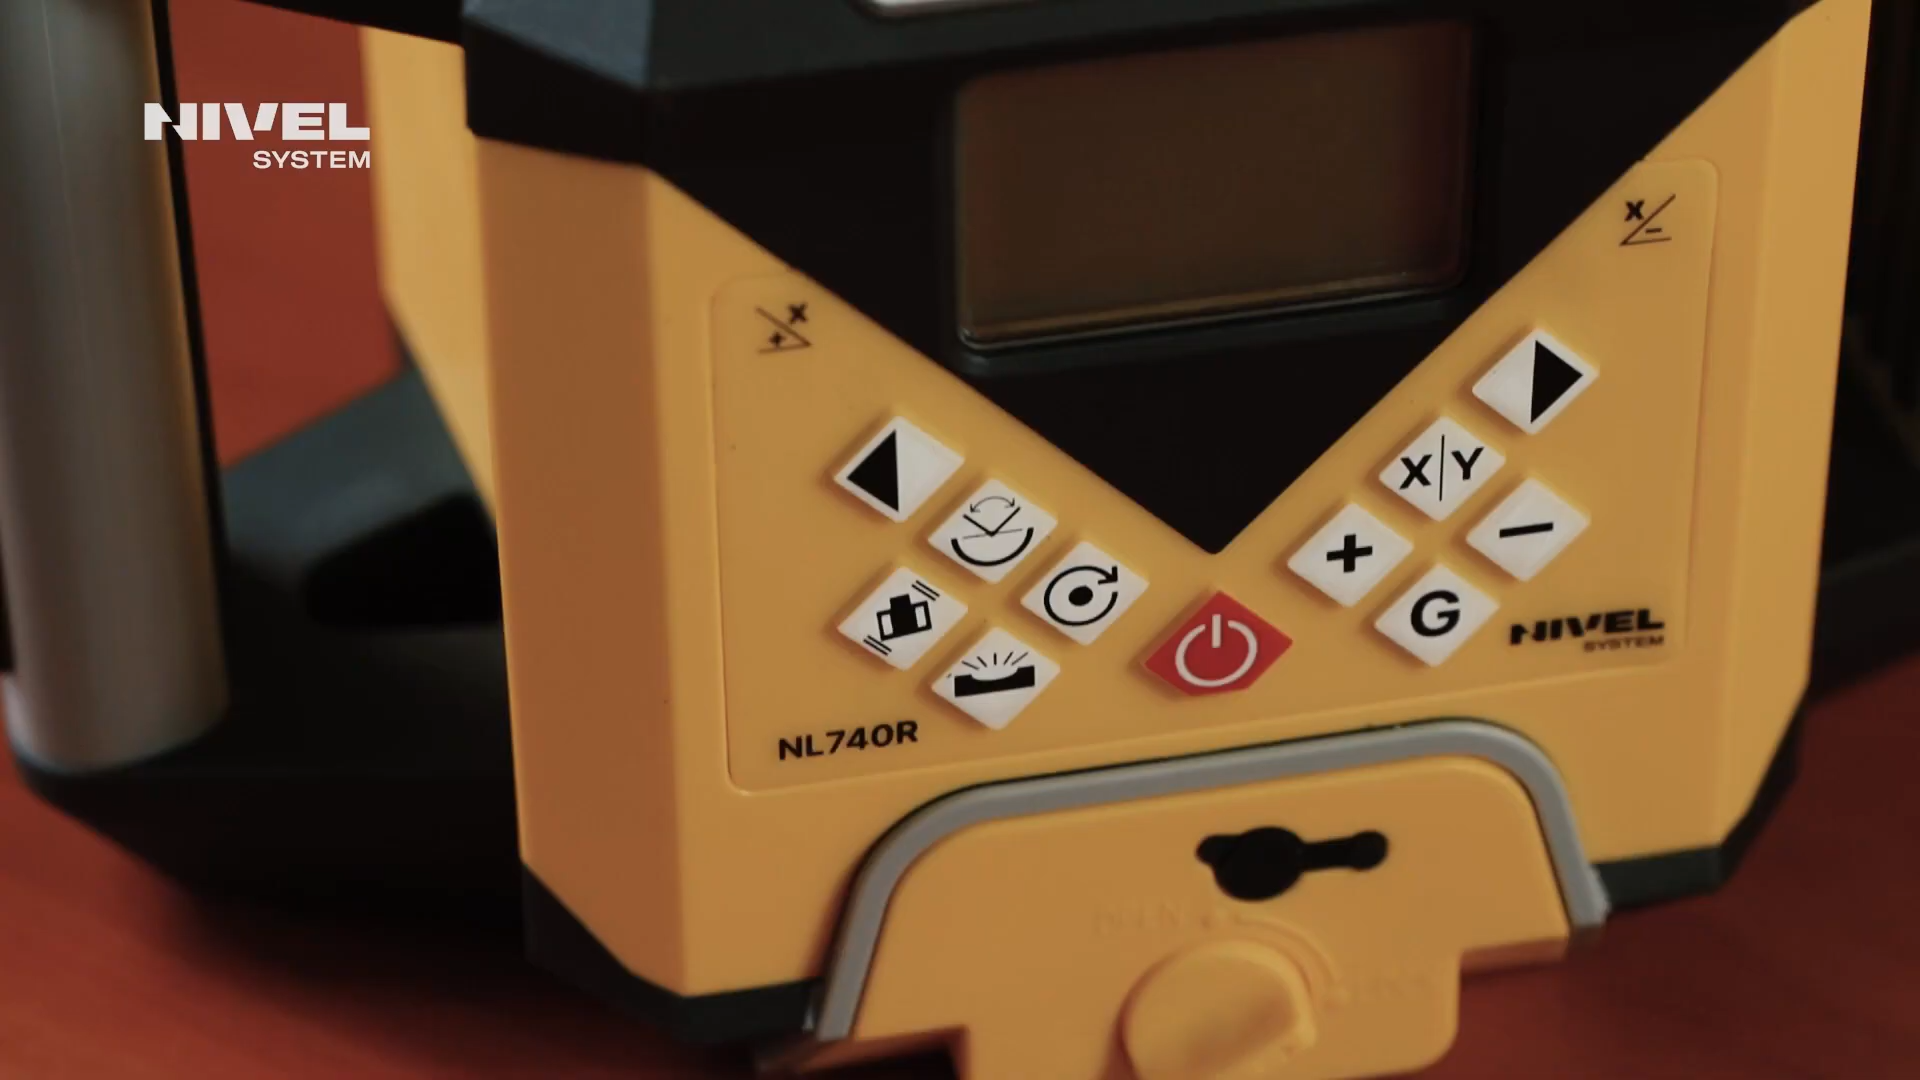 NIVEL
SYSTEM
X
-
X
+
X/Y
+
-
G
NIVEL
SYSTEM
NL740R